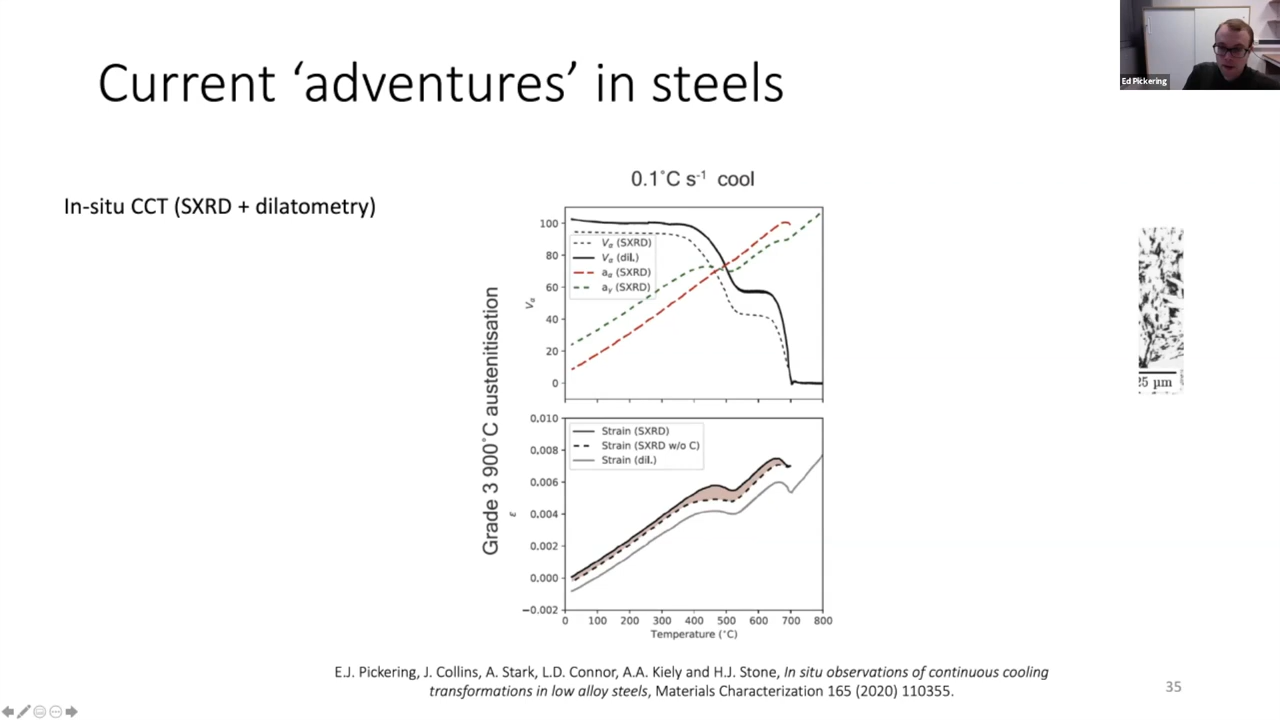 Current ‘adventures’ in steels
Ed Pickering
In-situ CCT (SXRD + dilatometry)
0.1˚C s⁻¹ cool
Grade 3 900˚C austenitisation
Vα
100
80
60
40
20
0
Vα (SXRD)
Vα (dil.)
aα (SXRD)
aγ (SXRD)
ε
0.010
0.008
0.006
0.004
0.002
0.000
−0.002
Strain (SXRD)
Strain (SXRD w/o C)
Strain (dil.)
0 100 200 300 400 500 600 700 800
Temperature (˚C)
25 µm
E.J. Pickering, J. Collins, A. Stark, L.D. Connor, A.A. Kiely and H.J. Stone, In situ observations of continuous cooling
transformations in low alloy steels, Materials Characterization 165 (2020) 110355.
35